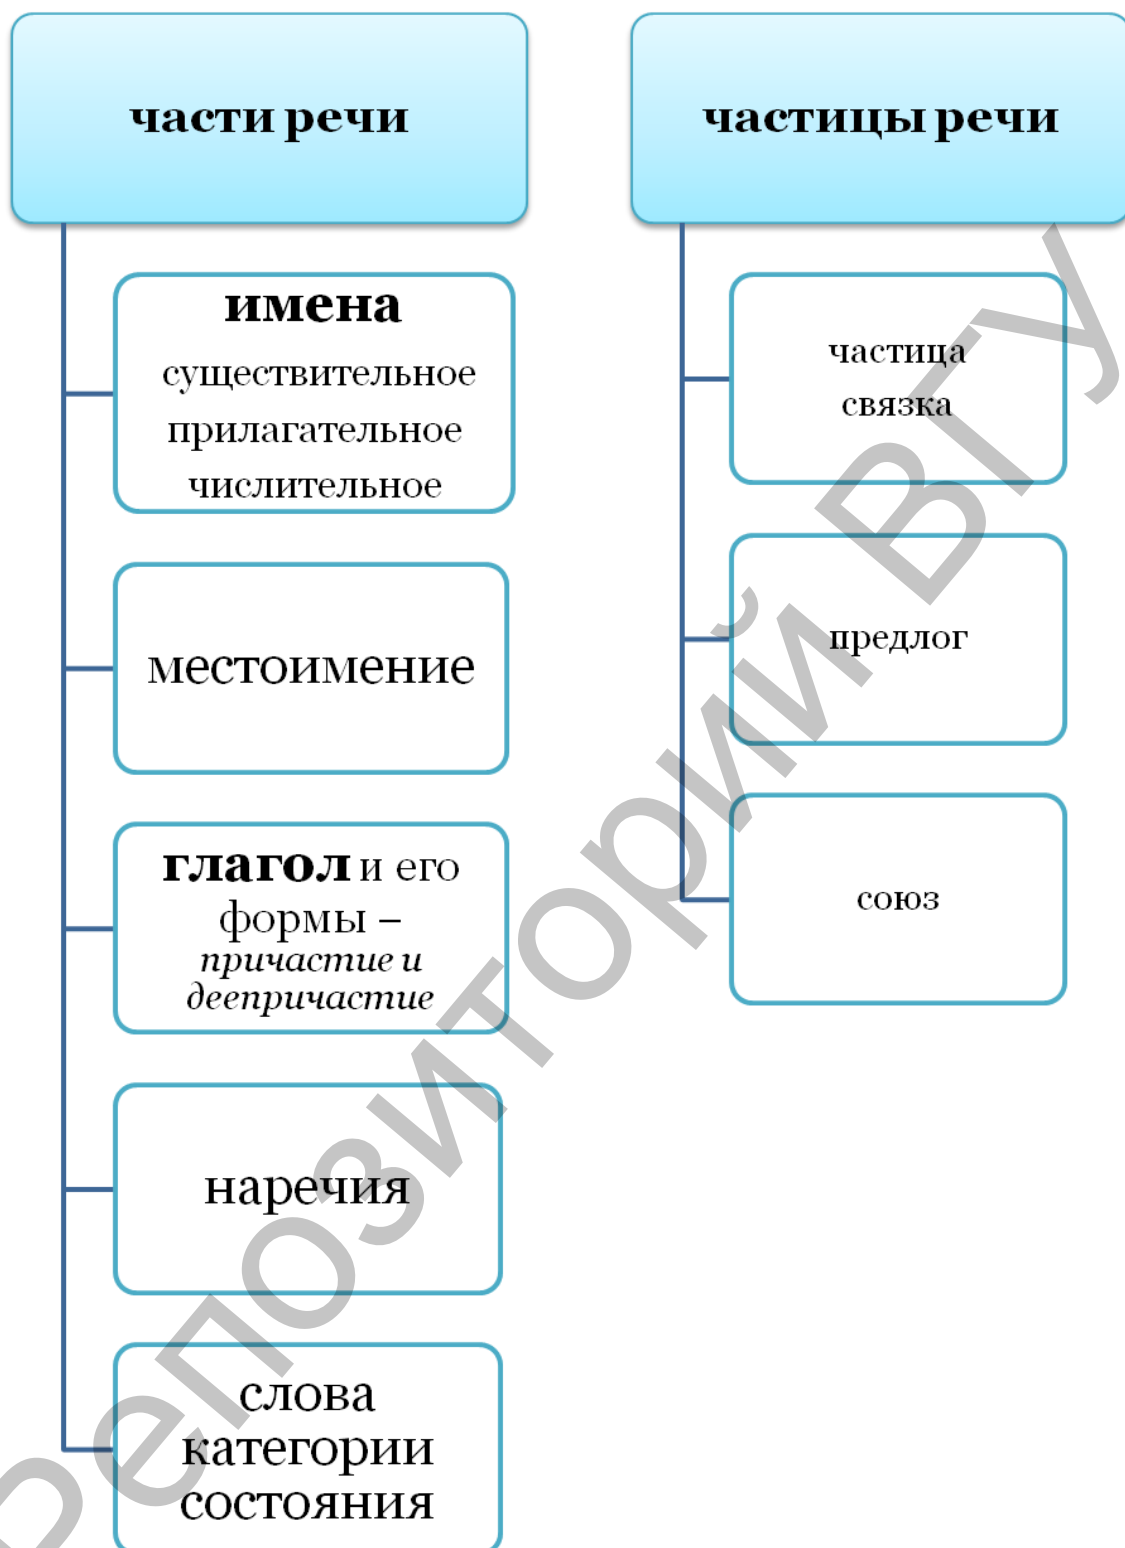 части речи
имена
существительное
прилагательное
числительное
местоимение
глагол и его
формы –
причастие и
деепричастие
наречия
слова
категории
состояния
частицы речи
частица
связка
предлог
союз
Репозиторий ВГУ